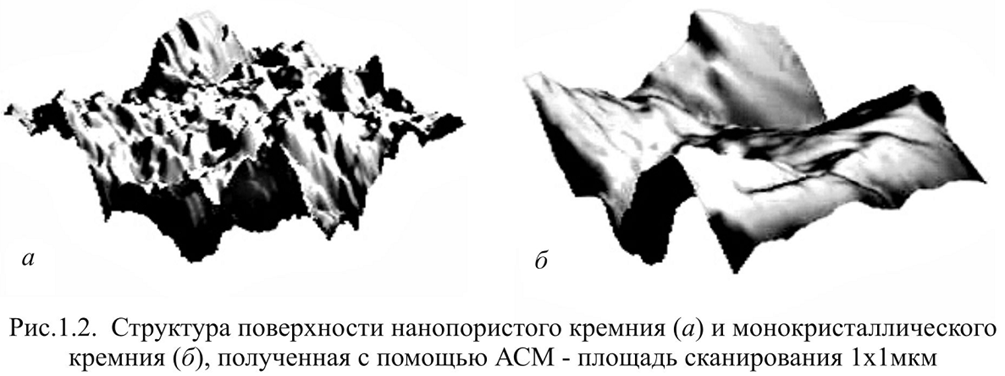 а
б
Рис.1.2. Структура поверхности нанопористого кремния (а) и монокристаллического
кремния (б), полученная с помощью АСМ - площадь сканирования 1х1мкм